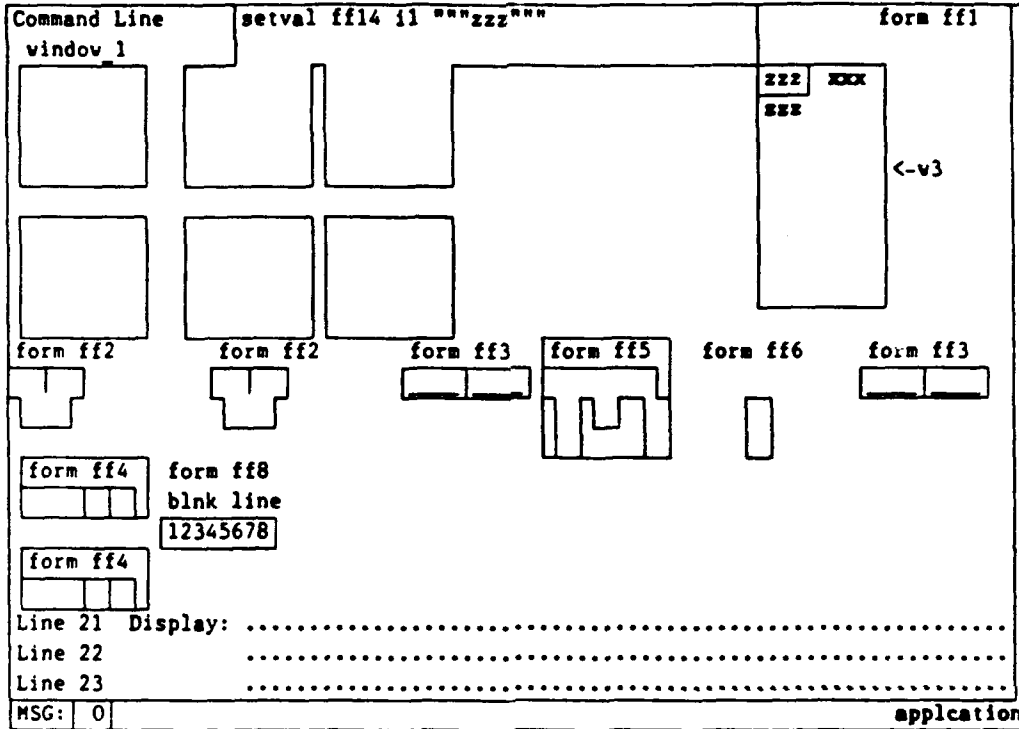 Command Line setval ff14 i1 """zzz""" form ff1
window_1
zzz xxx
zzz
<-w3
form ff2 form ff2 form ff3 form ff5 form ff6 form ff3
form ff4 form ff8
blnk line
12345678
form ff4
Line 21 Display: ............................................................
Line 22 ............................................................
Line 23 ............................................................
MSG: 0 applcation